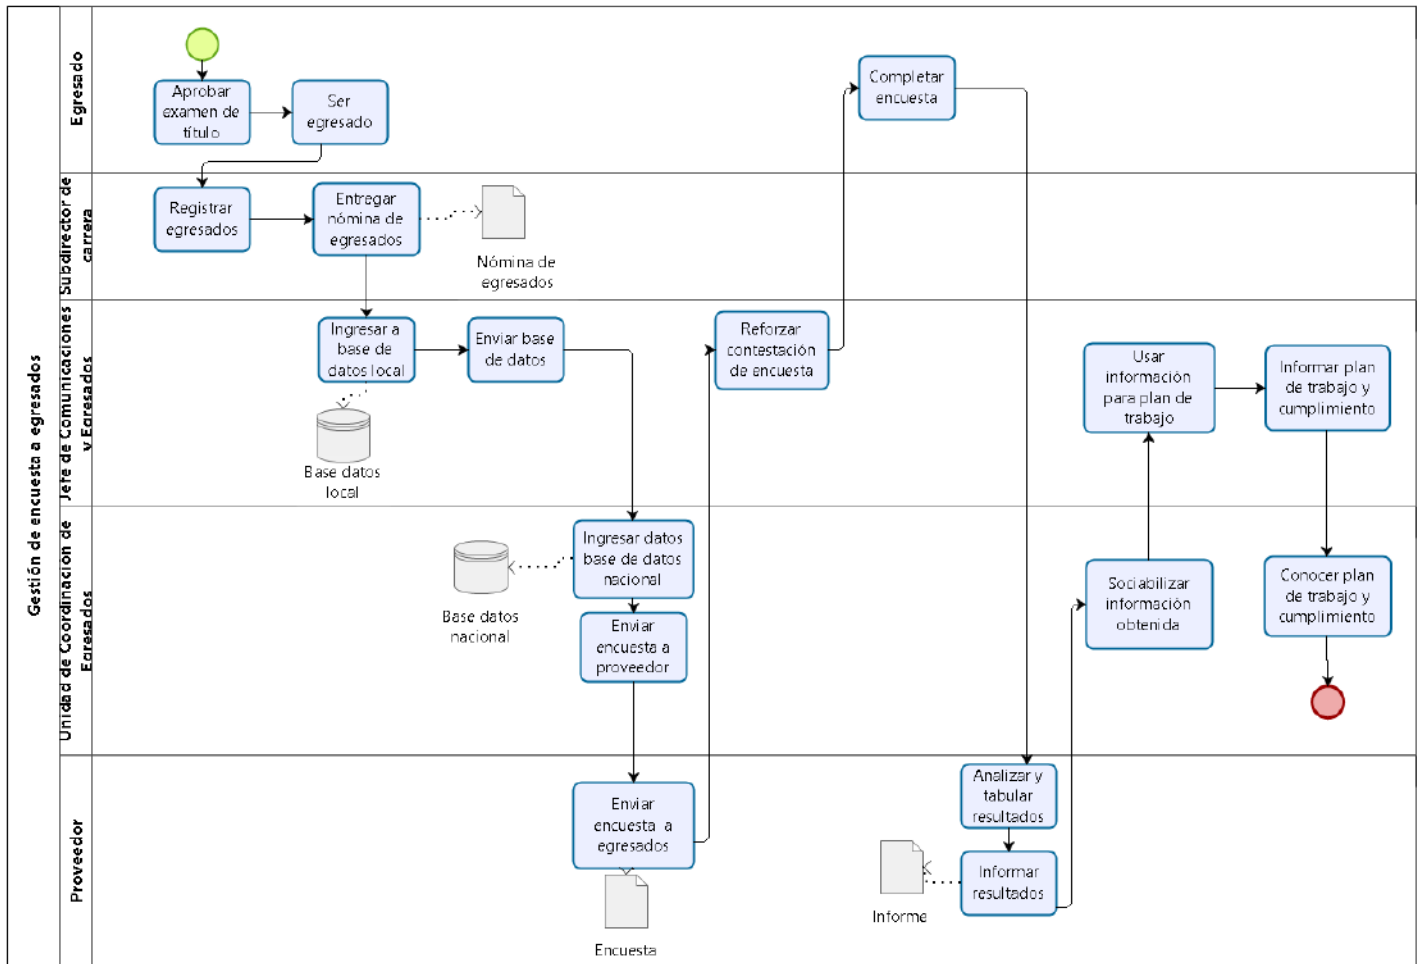 Gestión de encuesta a egresados
Egresado
Aprobar
examen de
título
Ser
egresado
Completar
encuesta
Subdirector de
carrera
Registrar
egresados
Entregar
nómina de
egresados
Nómina de
egresados
Jefe de Comunicaciones
y Egresados
Ingresar a
base de
datos local
Enviar base
de datos
Base datos
local
Reforzar
contestación
de encuesta
Usar
información
para plan de
trabajo
Informar plan
de trabajo y
cumplimiento
Unidad de Coordinación de
Egresados
Ingresar datos
base de datos
nacional
Base datos
nacional
Enviar
encuesta a
proveedor
Sociabilizar
información
obtenida
Conocer plan
de trabajo y
cumplimiento
Proveedor
Enviar
encuesta a
egresados
Encuesta
Analizar y
tabular
resultados
Informar
resultados
Informe